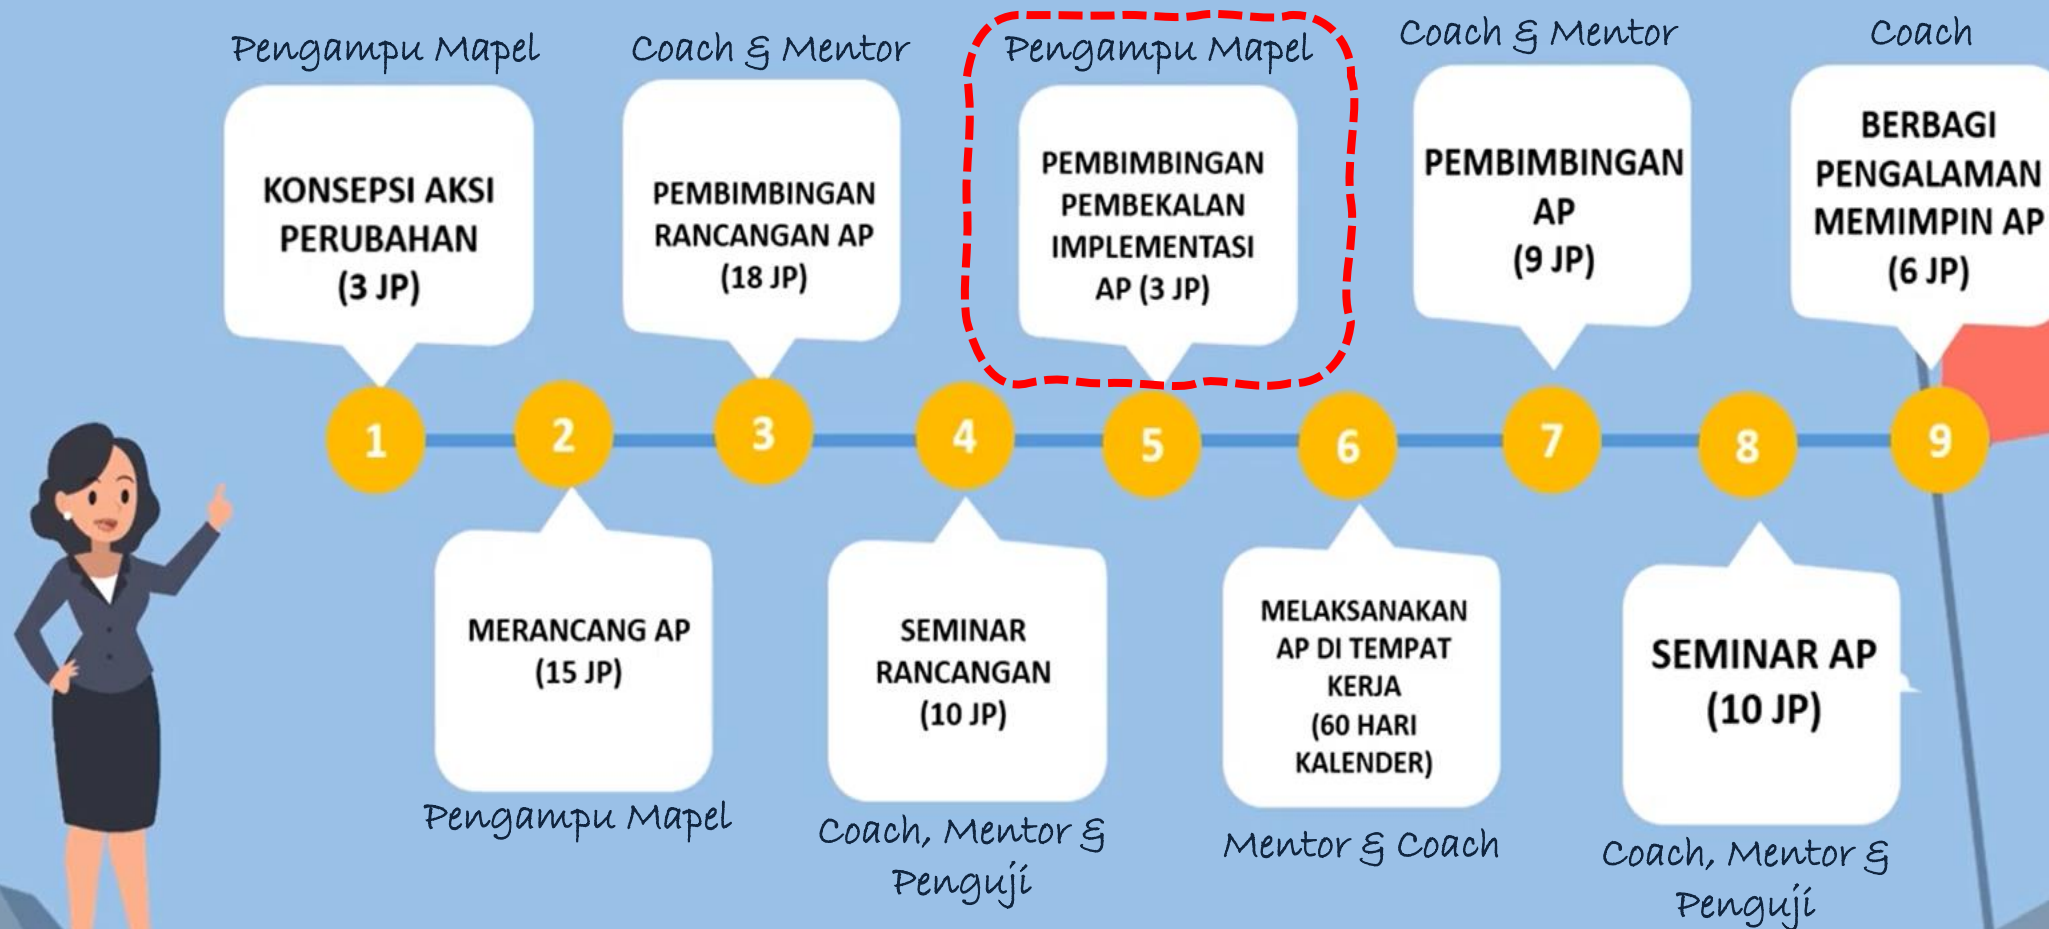 Pengampu Mapel
KONSEPSI AKSI
PERUBAHAN
(3 JP)
1
2
MERANCANG AP
(15 JP)
Pengampu Mapel
Coach & Mentor
PEMBIMBINGAN
RANCANGAN AP
(18 JP)
3
4
SEMINAR
RANCANGAN
(10 JP)
Coach, Mentor &
Penguji
Pengampu Mapel
PEMBIMBINGAN
PEMBEKALAN
IMPLEMENTASI
AP (3 JP)
5
6
MELAKSANAKAN
AP DI TEMPAT
KERJA
(60 HARI
KALENDER)
Mentor & Coach
Coach & Mentor
PEMBIMBINGAN
AP
(9 JP)
7
8
SEMINAR AP
(10 JP)
Coach, Mentor &
Penguji
Coach
BERBAGI
PENGALAMAN
MEMIMPIN AP
(6 JP)
9